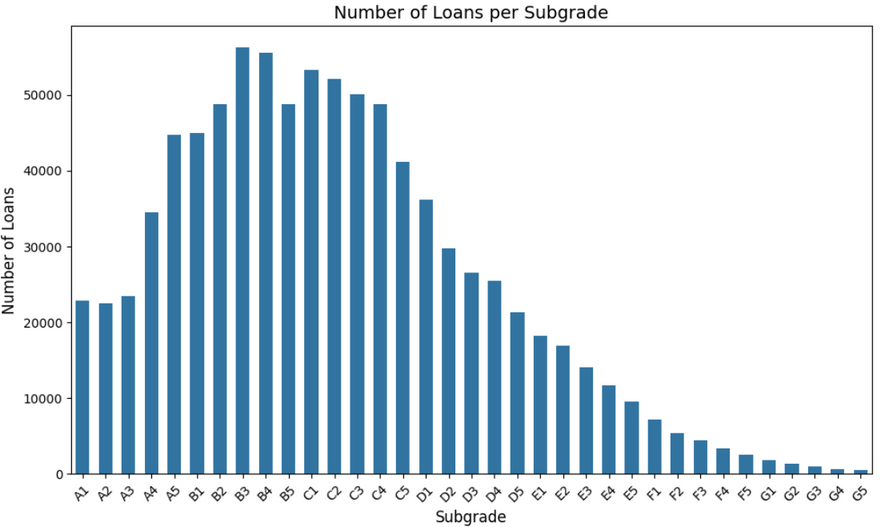 Number of Loans per Subgrade
Number of Loans
50000
40000
30000
20000
10000
0
A1 A2 A3 A4 A5 B1 B2 B3 B4 B5 C1 C2 C3 C4 C5 D1 D2 D3 D4 D5 E1 E2 E3 E4 E5 F1 F2 F3 F4 F5 G1 G2 G3 G4 G5
Subgrade